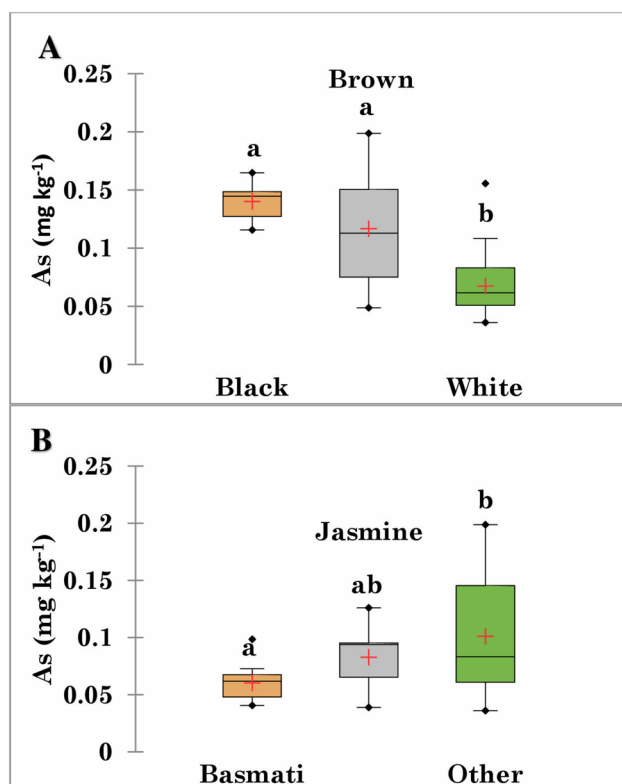 A
0.25
Brown
0.2
a
a
0.15
b
0.1
0.05
0
As (mg kg⁻¹)
Black
White
B
0.25
b
0.2
Jasmine
0.15
ab
a
0.1
0.05
0
As (mg kg⁻¹)
Basmati
Other